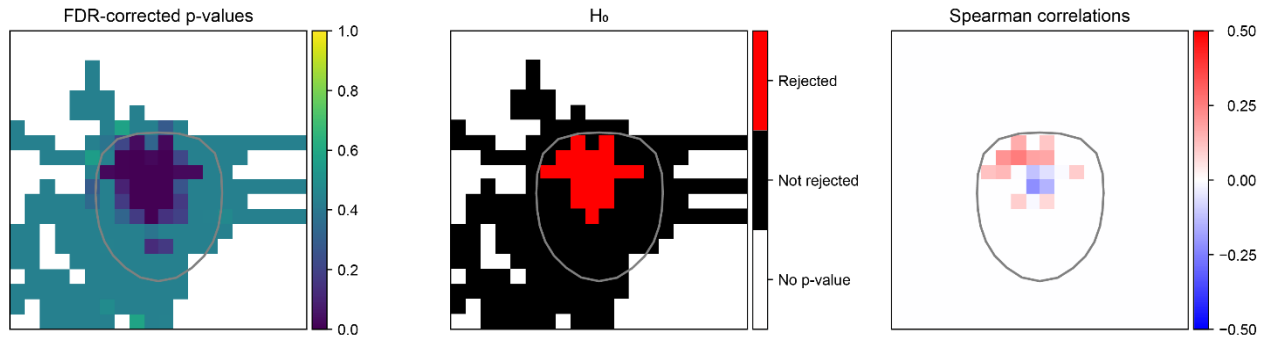 FDR-corrected p-values
1.0
0.8
0.6
0.4
0.2
0.0
H₀
Rejected
Not rejected
No p-value
Spearman correlations
0.50
0.25
0.00
−0.25
−0.50